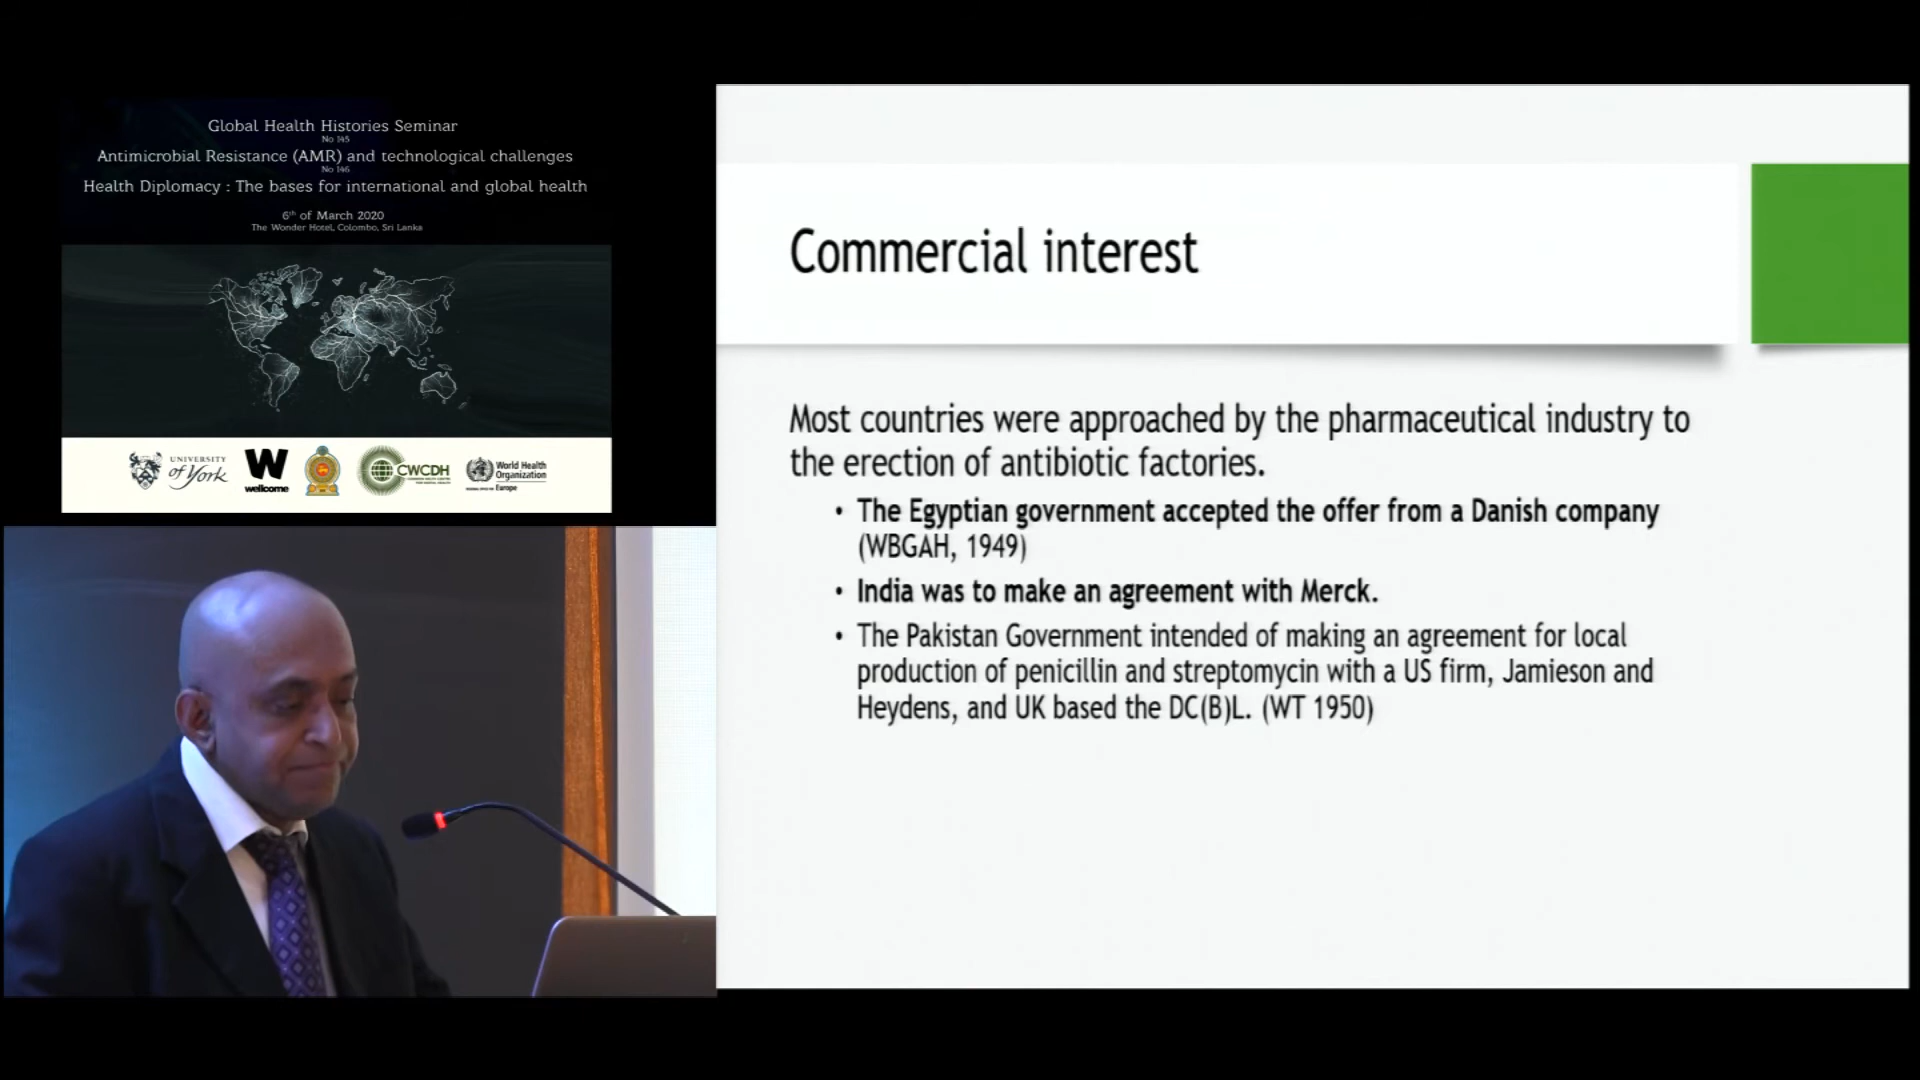 Global Health Histories Seminar
No 145
Antimicrobial Resistance (AMR) and technological challenges
No 146
Health Diplomacy : The bases for international and global health
6th of March 2020
The Wonder Hotel, Colombo, Sri Lanka
UNIVERSITY
of York
W
wellcome
CWCDH
World Health
Organization
Europe
Commercial interest
Most countries were approached by the pharmaceutical industry to
the erection of antibiotic factories.
• The Egyptian government accepted the offer from a Danish company
(WBGAH, 1949)
• India was to make an agreement with Merck.
• The Pakistan Government intended of making an agreement for local
production of penicillin and streptomycin with a US firm, Jamieson and
Heydens, and UK based the DC(B)L. (WT 1950)